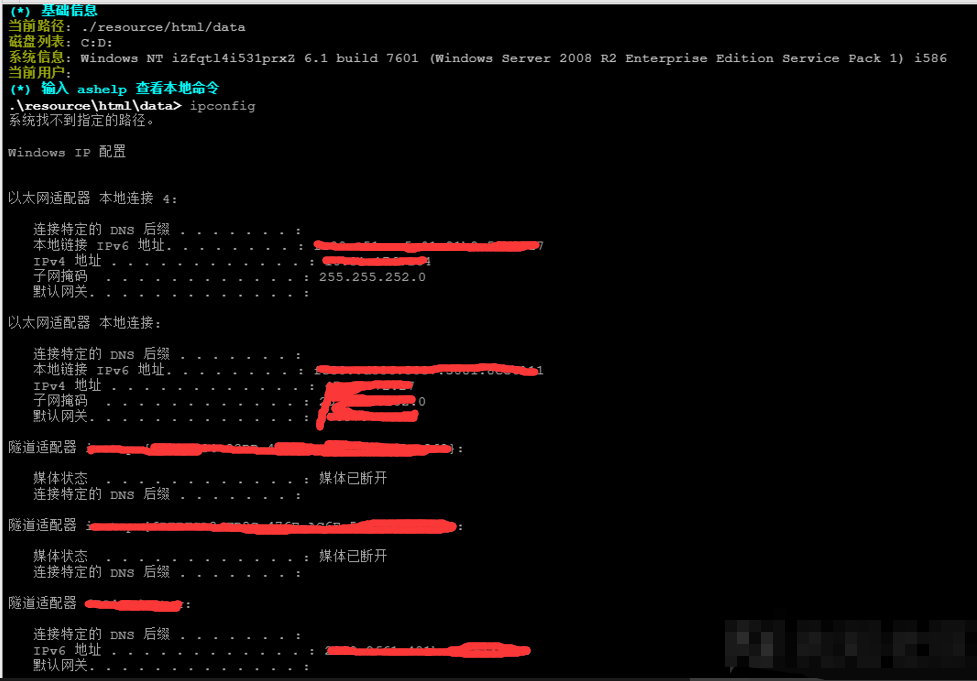 (*) 基础信息
当前路径: ./resource/html/data
磁盘列表: C:D:
系统信息: Windows NT iZfqtl4i531prxZ 6.1 build 7601 (Windows Server 2008 R2 Enterprise Edition Service Pack 1) i586
当前用户:
(*) 输入 ashelp 查看本地命令
.\resource\html\data> ipconfig
系统找不到指定的路径。
Windows IP 配置
以太网适配器 本地连接 4:
连接特定的 DNS 后缀 . . . . . . . :
本地链接 IPv6 地址. . . . . . . . :
IPv4 地址 . . . . . . . . . . . . :
子网掩码 . . . . . . . . . . . . : 255.255.252.0
默认网关. . . . . . . . . . . . . :
以太网适配器 本地连接:
连接特定的 DNS 后缀 . . . . . . . :
本地链接 IPv6 地址. . . . . . . . :
IPv4 地址 . . . . . . . . . . . . :
子网掩码 . . . . . . . . . . . . :
默认网关. . . . . . . . . . . . . :
隧道适配器
媒体状态 . . . . . . . . . . . . : 媒体已断开
连接特定的 DNS 后缀 . . . . . . . :
隧道适配器
媒体状态 . . . . . . . . . . . . : 媒体已断开
连接特定的 DNS 后缀 . . . . . . . :
隧道适配器
连接特定的 DNS 后缀 . . . . . . . :
IPv6 地址 . . . . . . . . . . . . :
默认网关. . . . . . . . . . . . . :